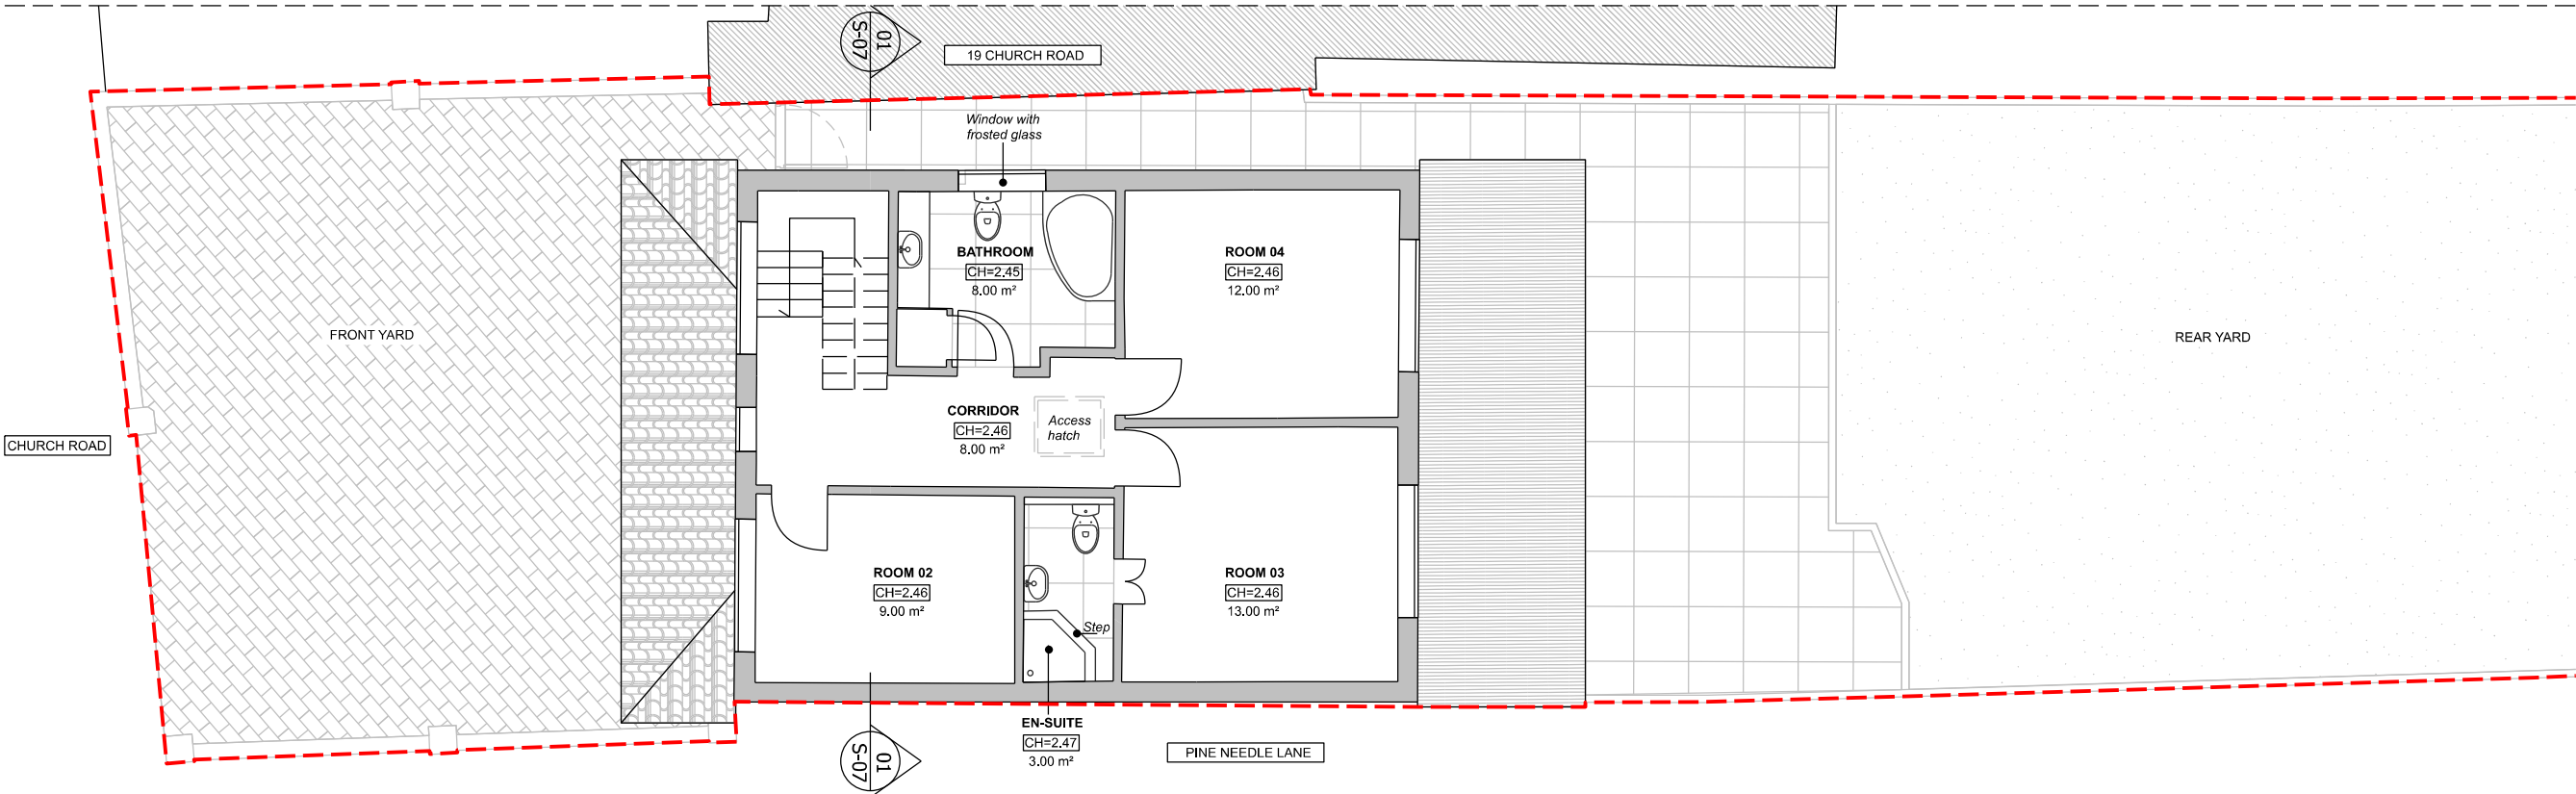 01
S-07
19 CHURCH ROAD
Window with
frosted glass
BATHROOM
CH=2.45
8.00 m²
ROOM 04
CH=2.46
12.00 m²
FRONT YARD
REAR YARD
CHURCH ROAD
CORRIDOR
CH=2.46
8.00 m²
Access
hatch
ROOM 02
CH=2.46
9.00 m²
ROOM 03
CH=2.46
13.00 m²
Step
EN-SUITE
CH=2.47
3.00 m²
01
S-07
PINE NEEDLE LANE